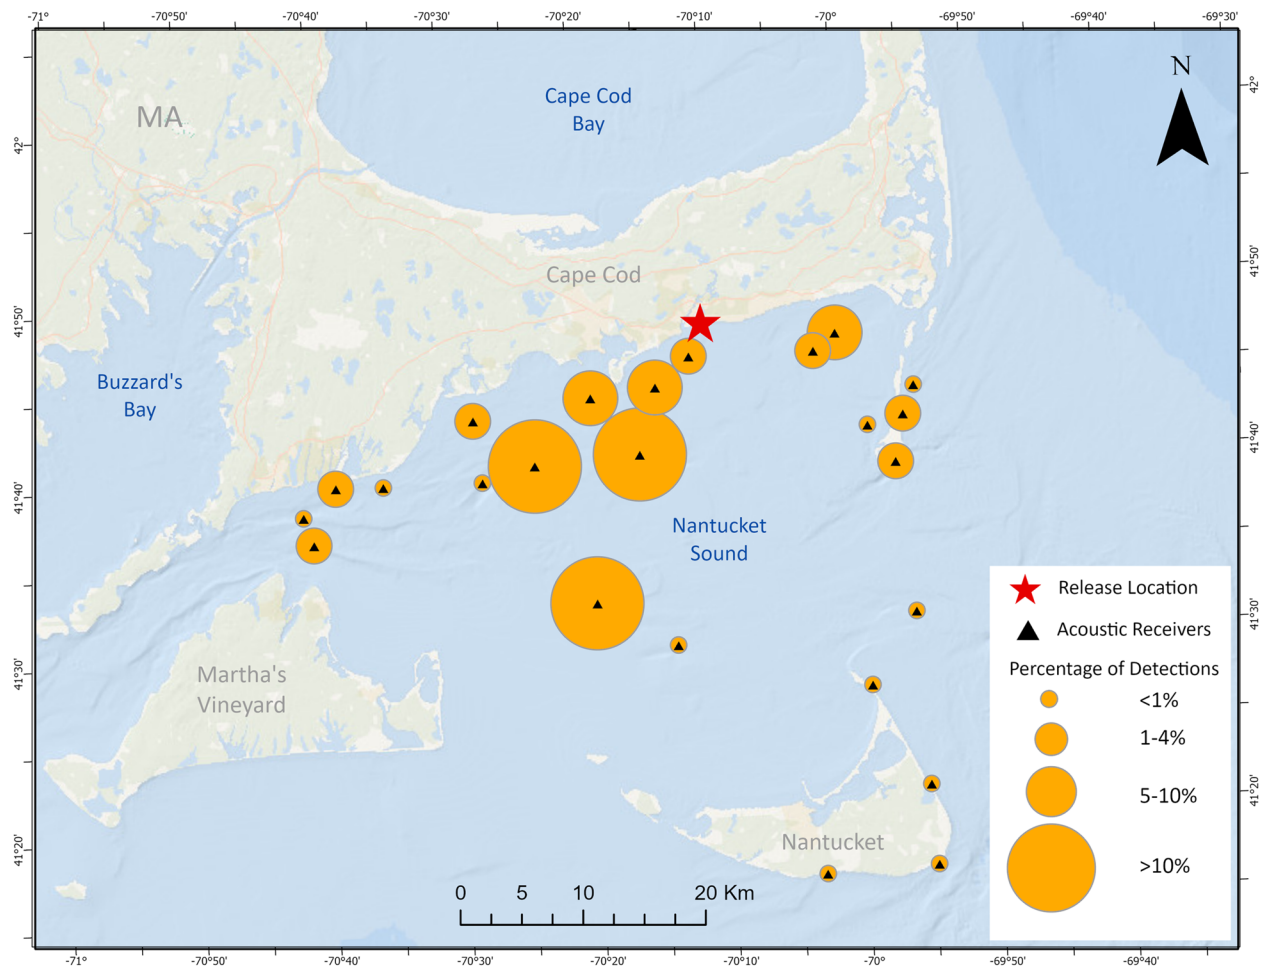 -71° -70°50' -70°40' -70°30' -70°20' -70°10' -70° -69°50' -69°40' -69°30'
N
42°
Cape Cod
Bay
MA
42°
41°50'
Cape Cod
41°50'
Buzzard's
Bay
41°40'
41°40'
Nantucket
Sound
41°30'
Release Location
Acoustic Receivers
Percentage of Detections
<1%
1-4%
5-10%
>10%
41°30'
Martha's
Vineyard
41°20'
41°20'
Nantucket
0 5 10 20 Km
-71° -70°50' -70°40' -70°30' -70°20' -70°10' -70° -69°50' -69°40'